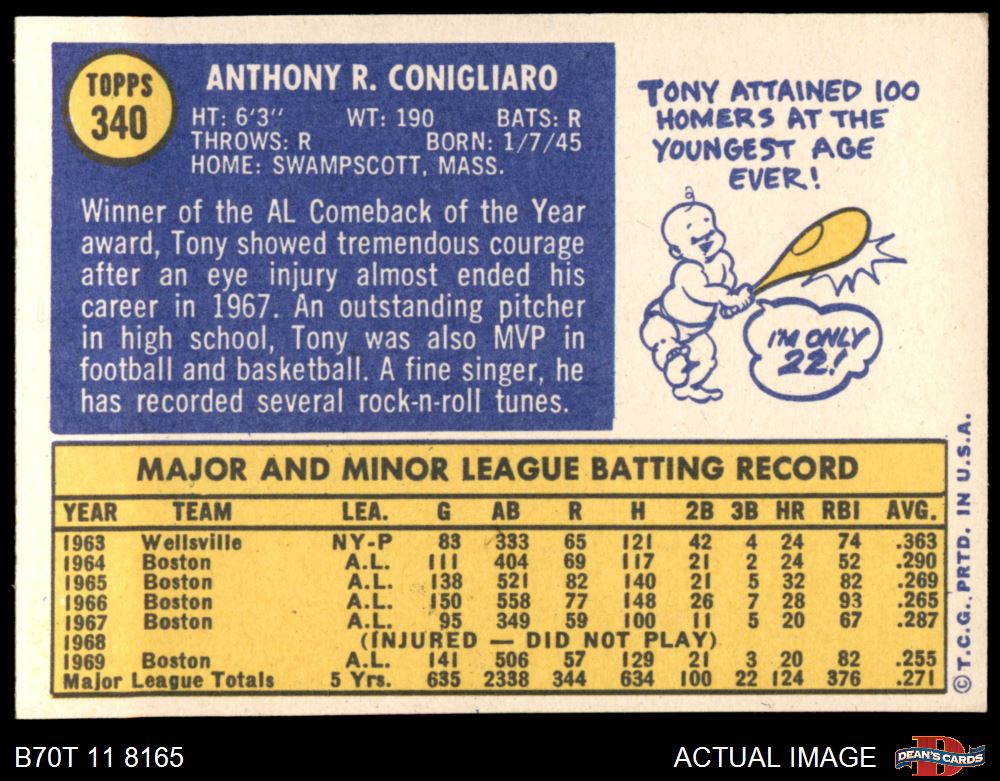 TOPPS
340
ANTHONY R. CONIGLIARO
HT: 6'3" WT: 190 BATS: R
THROWS: R BORN: 1/7/45
HOME: SWAMPSCOTT, MASS.
Winner of the AL Comeback of the Year
award, Tony showed tremendous courage
after an eye injury almost ended his
career in 1967. An outstanding pitcher
in high school, Tony was also MVP in
football and basketball. A fine singer, he
has recorded several rock-n-roll tunes.
TONY ATTAINED 100
HOMERS AT THE
YOUNGEST AGE
EVER!
I'M ONLY
22!
MAJOR AND MINOR LEAGUE BATTING RECORD
YEAR TEAM LEA. G AB R H 2B 3B HR RBI AVG.
1963 Wellsville NY-P 83 333 65 121 42 4 24 74 .363
1964 Boston A.L. 111 404 69 117 21 2 24 52 .290
1965 Boston A.L. 138 521 82 140 21 5 32 82 .269
1966 Boston A.L. 150 558 77 148 26 7 28 93 .265
1967 Boston A.L. 95 349 59 100 11 5 20 67 .287
1968 (INJURED — DID NOT PLAY)
1969 Boston A.L. 141 506 57 129 21 3 20 82 .255
Major League Totals 5 Yrs. 635 2338 344 634 100 22 124 376 .271
© T.C.G. PRTD. IN U.S.A.
B70T 11 8165
ACTUAL IMAGE
D
DEAN'S CARDS